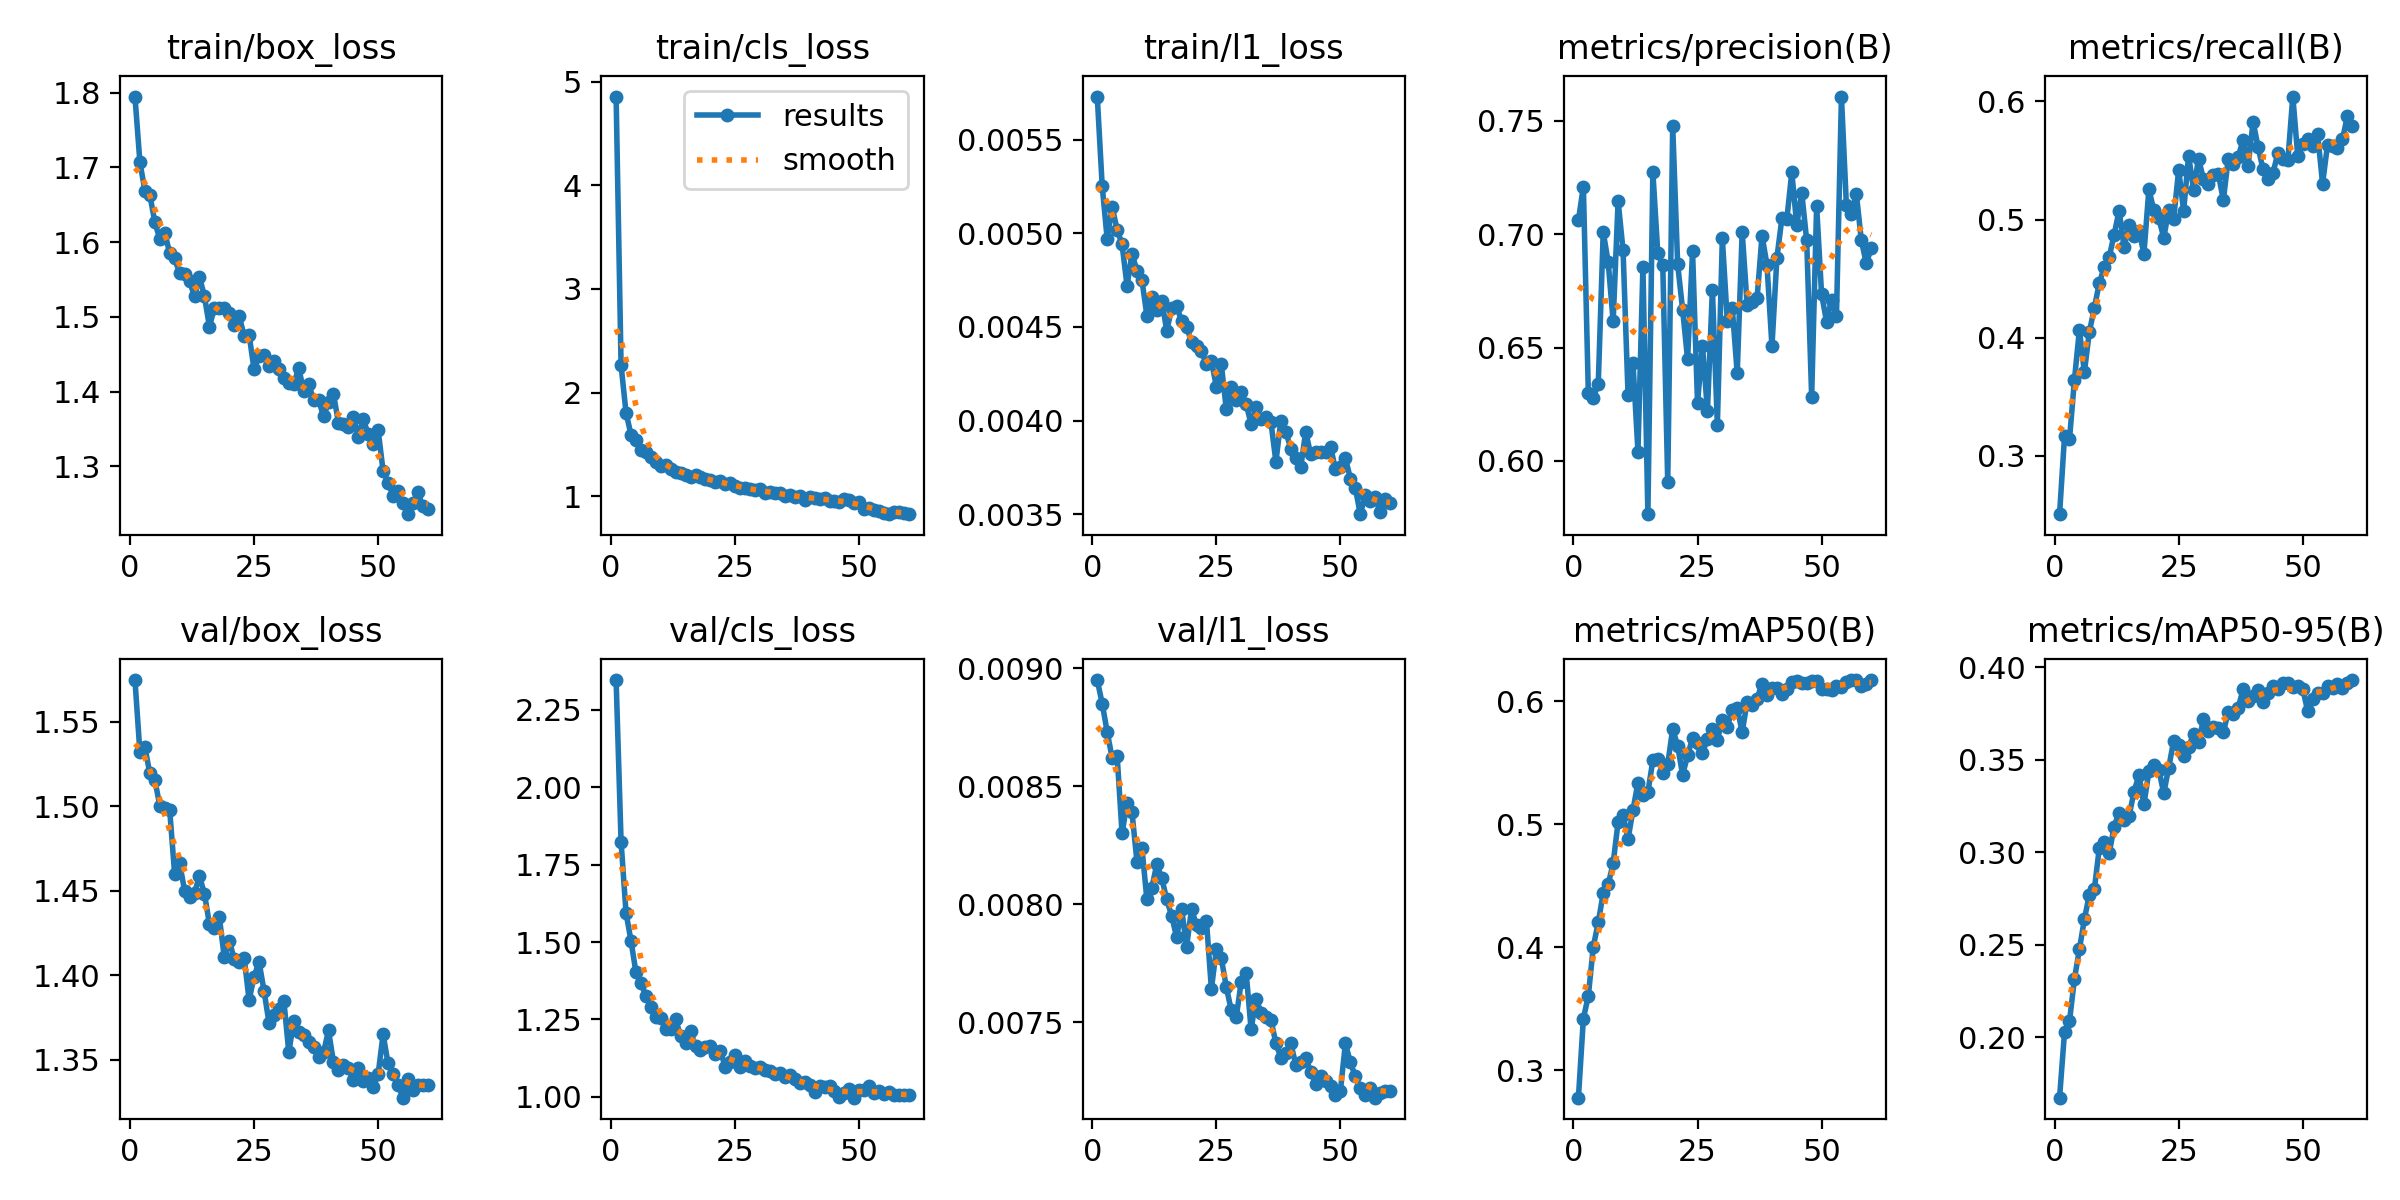 train/box_loss
1.8
1.7
1.6
1.5
1.4
1.3
0 25 50
train/cls_loss
results
smooth
5
4
3
2
1
0 25 50
train/l1_loss
0.0055
0.0050
0.0045
0.0040
0.0035
0 25 50
metrics/precision(B)
0.75
0.70
0.65
0.60
0 25 50
metrics/recall(B)
0.6
0.5
0.4
0.3
0 25 50
val/box_loss
1.55
1.50
1.45
1.40
1.35
0 25 50
val/cls_loss
2.25
2.00
1.75
1.50
1.25
1.00
0 25 50
val/l1_loss
0.0090
0.0085
0.0080
0.0075
0 25 50
metrics/mAP50(B)
0.6
0.5
0.4
0.3
0 25 50
metrics/mAP50-95(B)
0.40
0.35
0.30
0.25
0.20
0 25 50